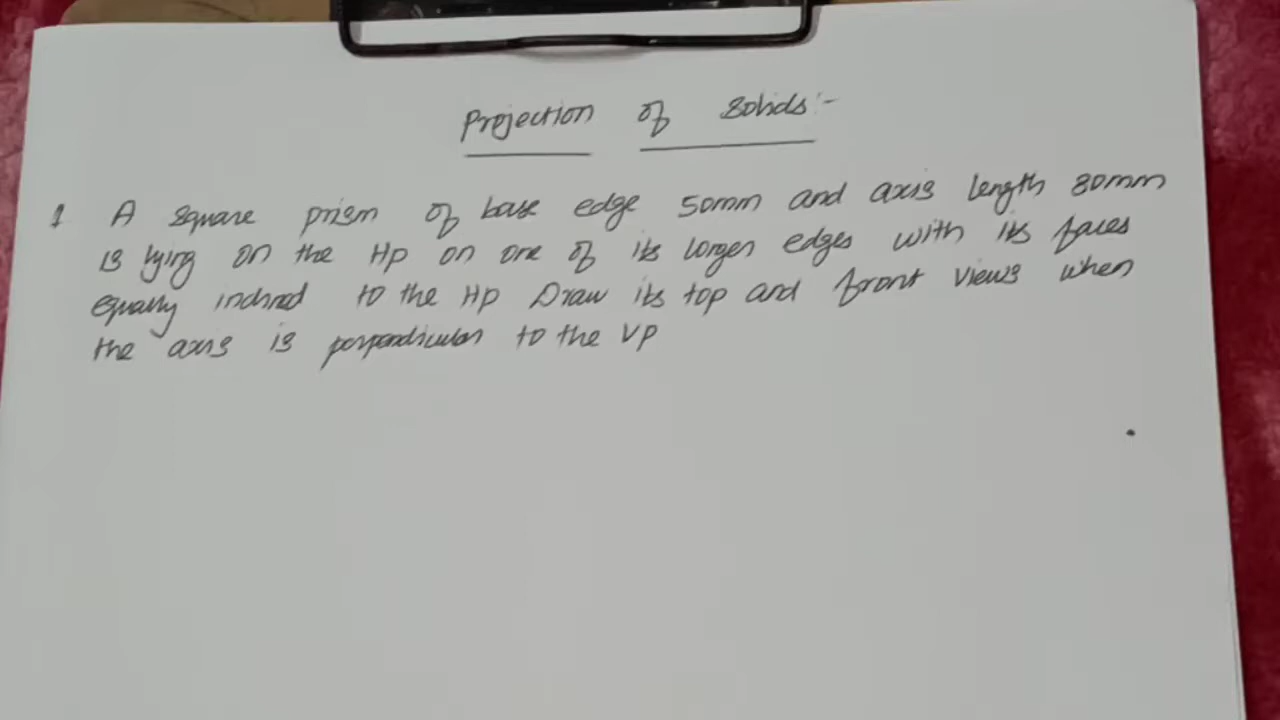 Projection of Solids:-
1 A square prism of base edge 50mm and axis length 80mm
is lying on the HP on one of its longer edges with its faces
equally inclined to the HP Draw its top and front views when
the axis is perpendicular to the VP